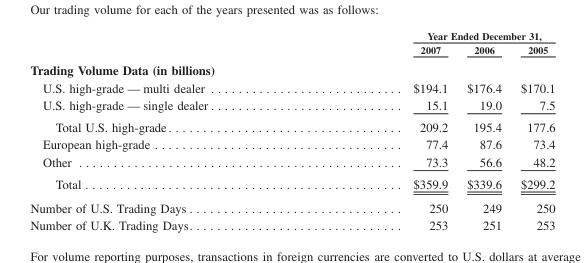 Our trading volume for each of the years presented was as follows:
Year Ended December 31,
2007 2006 2005
Trading Volume Data (in billions)
U.S. high-grade — multi dealer . . . . . . . . . . . . . . . . . . . . . . . . . . . . $194.1 $176.4 $170.1
U.S. high-grade — single dealer . . . . . . . . . . . . . . . . . . . . . . . . . . . . 15.1 19.0 7.5
Total U.S. high-grade . . . . . . . . . . . . . . . . . . . . . . . . . . . . . . . . . . 209.2 195.4 177.6
European high-grade . . . . . . . . . . . . . . . . . . . . . . . . . . . . . . . . . . . . 77.4 87.6 73.4
Other . . . . . . . . . . . . . . . . . . . . . . . . . . . . . . . . . . . . . . . . . . . . . . . 73.3 56.6 48.2
Total . . . . . . . . . . . . . . . . . . . . . . . . . . . . . . . . . . . . . . . . . . . . . . $359.9 $339.6 $299.2
Number of U.S. Trading Days . . . . . . . . . . . . . . . . . . . . . . . . . . . . . . . 250 249 250
Number of U.K. Trading Days . . . . . . . . . . . . . . . . . . . . . . . . . . . . . . . 253 251 253
For volume reporting purposes, transactions in foreign currencies are converted to U.S. dollars at average